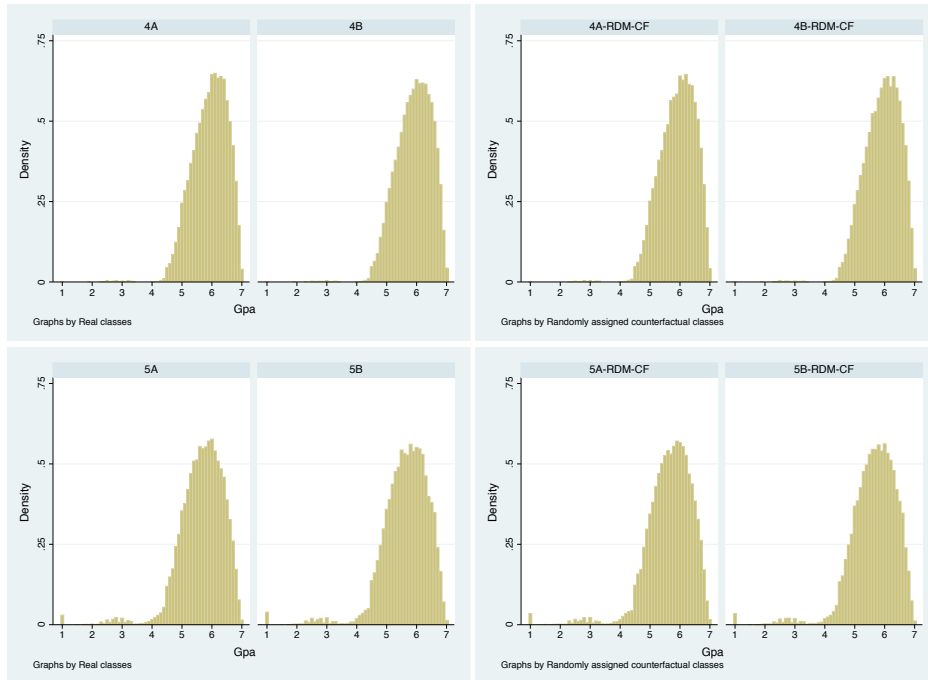 4A 4B
Density
.75
.5
.25
0
1 2 3 4 5 6 7 1 2 3 4 5 6 7
Gpa
Graphs by Real classes
4A-RDM-CF 4B-RDM-CF
Density
.75
.5
.25
0
1 2 3 4 5 6 7 1 2 3 4 5 6 7
Gpa
Graphs by Randomly assigned counterfactual classes
5A 5B
Density
.75
.5
.25
0
1 2 3 4 5 6 7 1 2 3 4 5 6 7
Gpa
Graphs by Real classes
5A-RDM-CF 5B-RDM-CF
Density
.75
.5
.25
0
1 2 3 4 5 6 7 1 2 3 4 5 6 7
Gpa
Graphs by Randomly assigned counterfactual classes